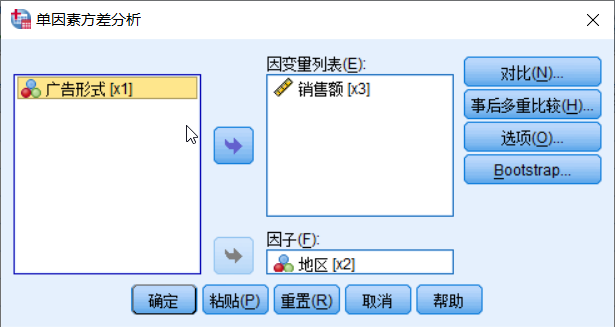 单因素方差分析
因变量列表(E):
广告形式 [x1]
销售额 [x3]
对比(N)...
事后多重比较(H)...
选项(O)...
Bootstrap...
因子(F):
地区 [x2]
确定
粘贴(P)
重置(R)
取消
帮助